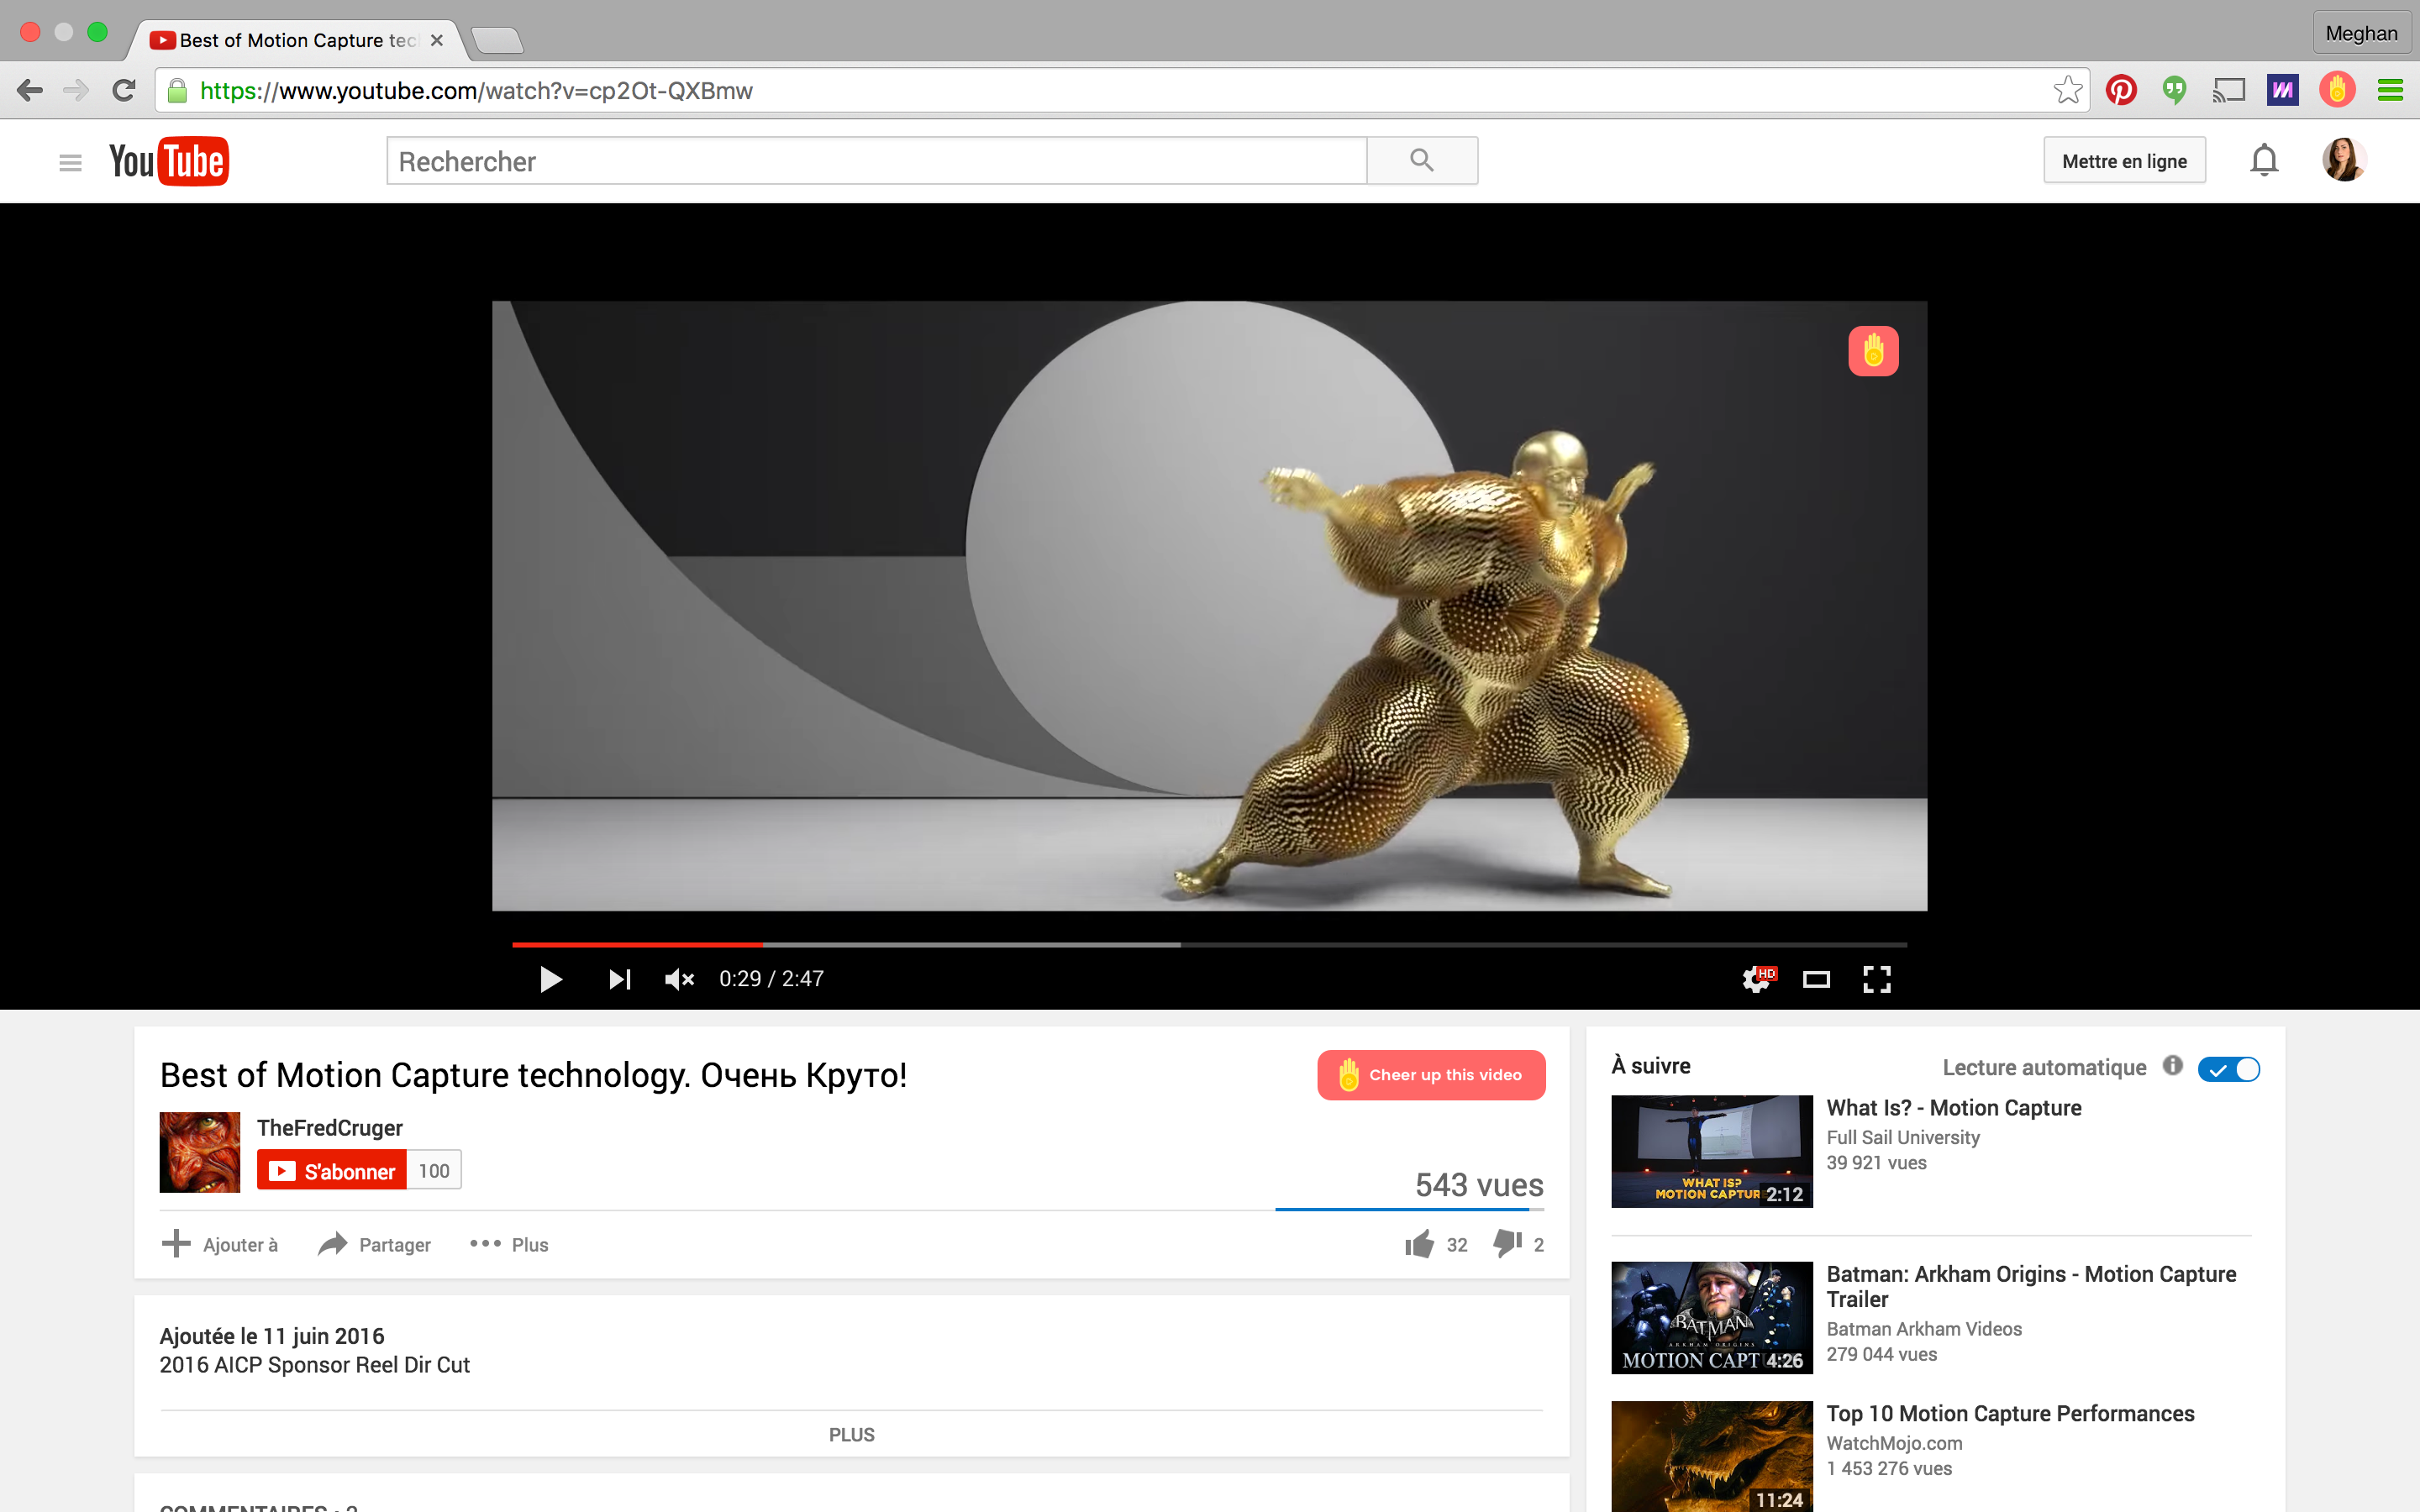 Best of Motion Capture tec
Meghan
https://www.youtube.com/watch?v=cp2Ot-QXBmw
YouTube
Rechercher
Mettre en ligne
0:29 / 2:47
HD
Best of Motion Capture technology. Очень Круто!
Cheer up this video
TheFredCruger
S'abonner 100
543 vues
Ajouter à
Partager
Plus
32
2
Ajoutée le 11 juin 2016
2016 AICP Sponsor Reel Dir Cut
PLUS
COMMENTAIRES • 2
À suivre
Lecture automatique
WHAT IS?
MOTION CAPTUR
2:12
What Is? - Motion Capture
Full Sail University
39 921 vues
BATMAN
ARKHAM ORIGINS
MOTION CAPT
4:26
Batman: Arkham Origins - Motion Capture
Trailer
Batman Arkham Videos
279 044 vues
11:24
Top 10 Motion Capture Performances
WatchMojo.com
1 453 276 vues